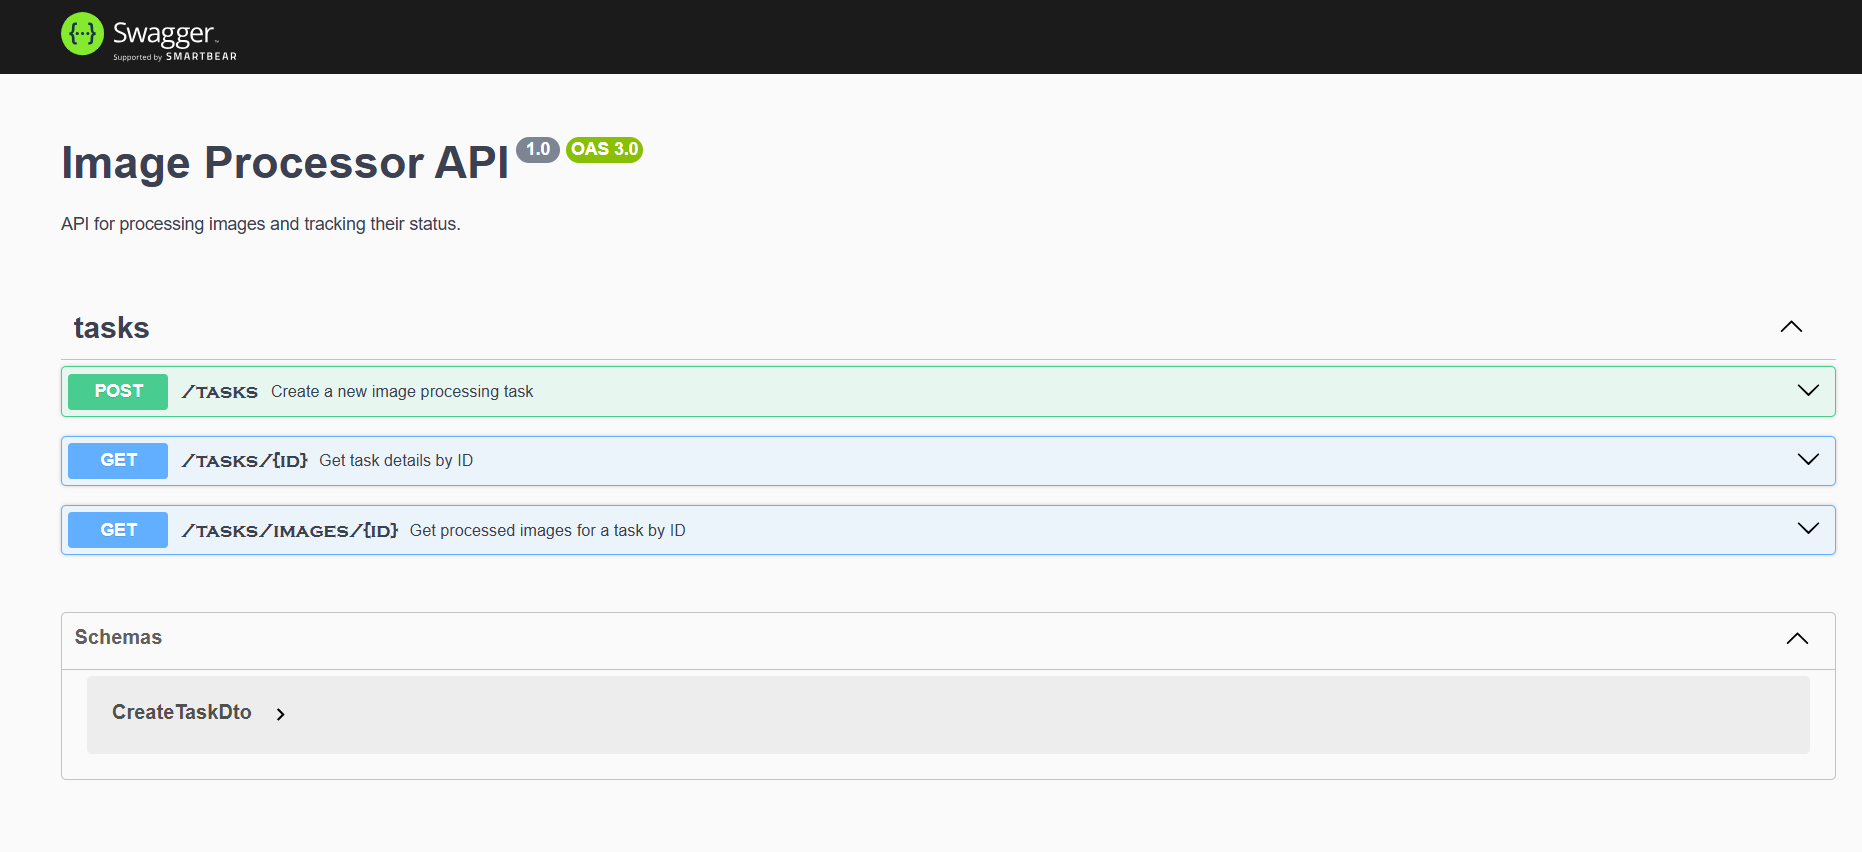 {···} Swagger™
Supported by SMARTBEAR
Image Processor API 1.0 OAS 3.0
API for processing images and tracking their status.
tasks
POST /TASKS Create a new image processing task
GET /TASKS/{ID} Get task details by ID
GET /TASKS/IMAGES/{ID} Get processed images for a task by ID
Schemas
CreateTaskDto